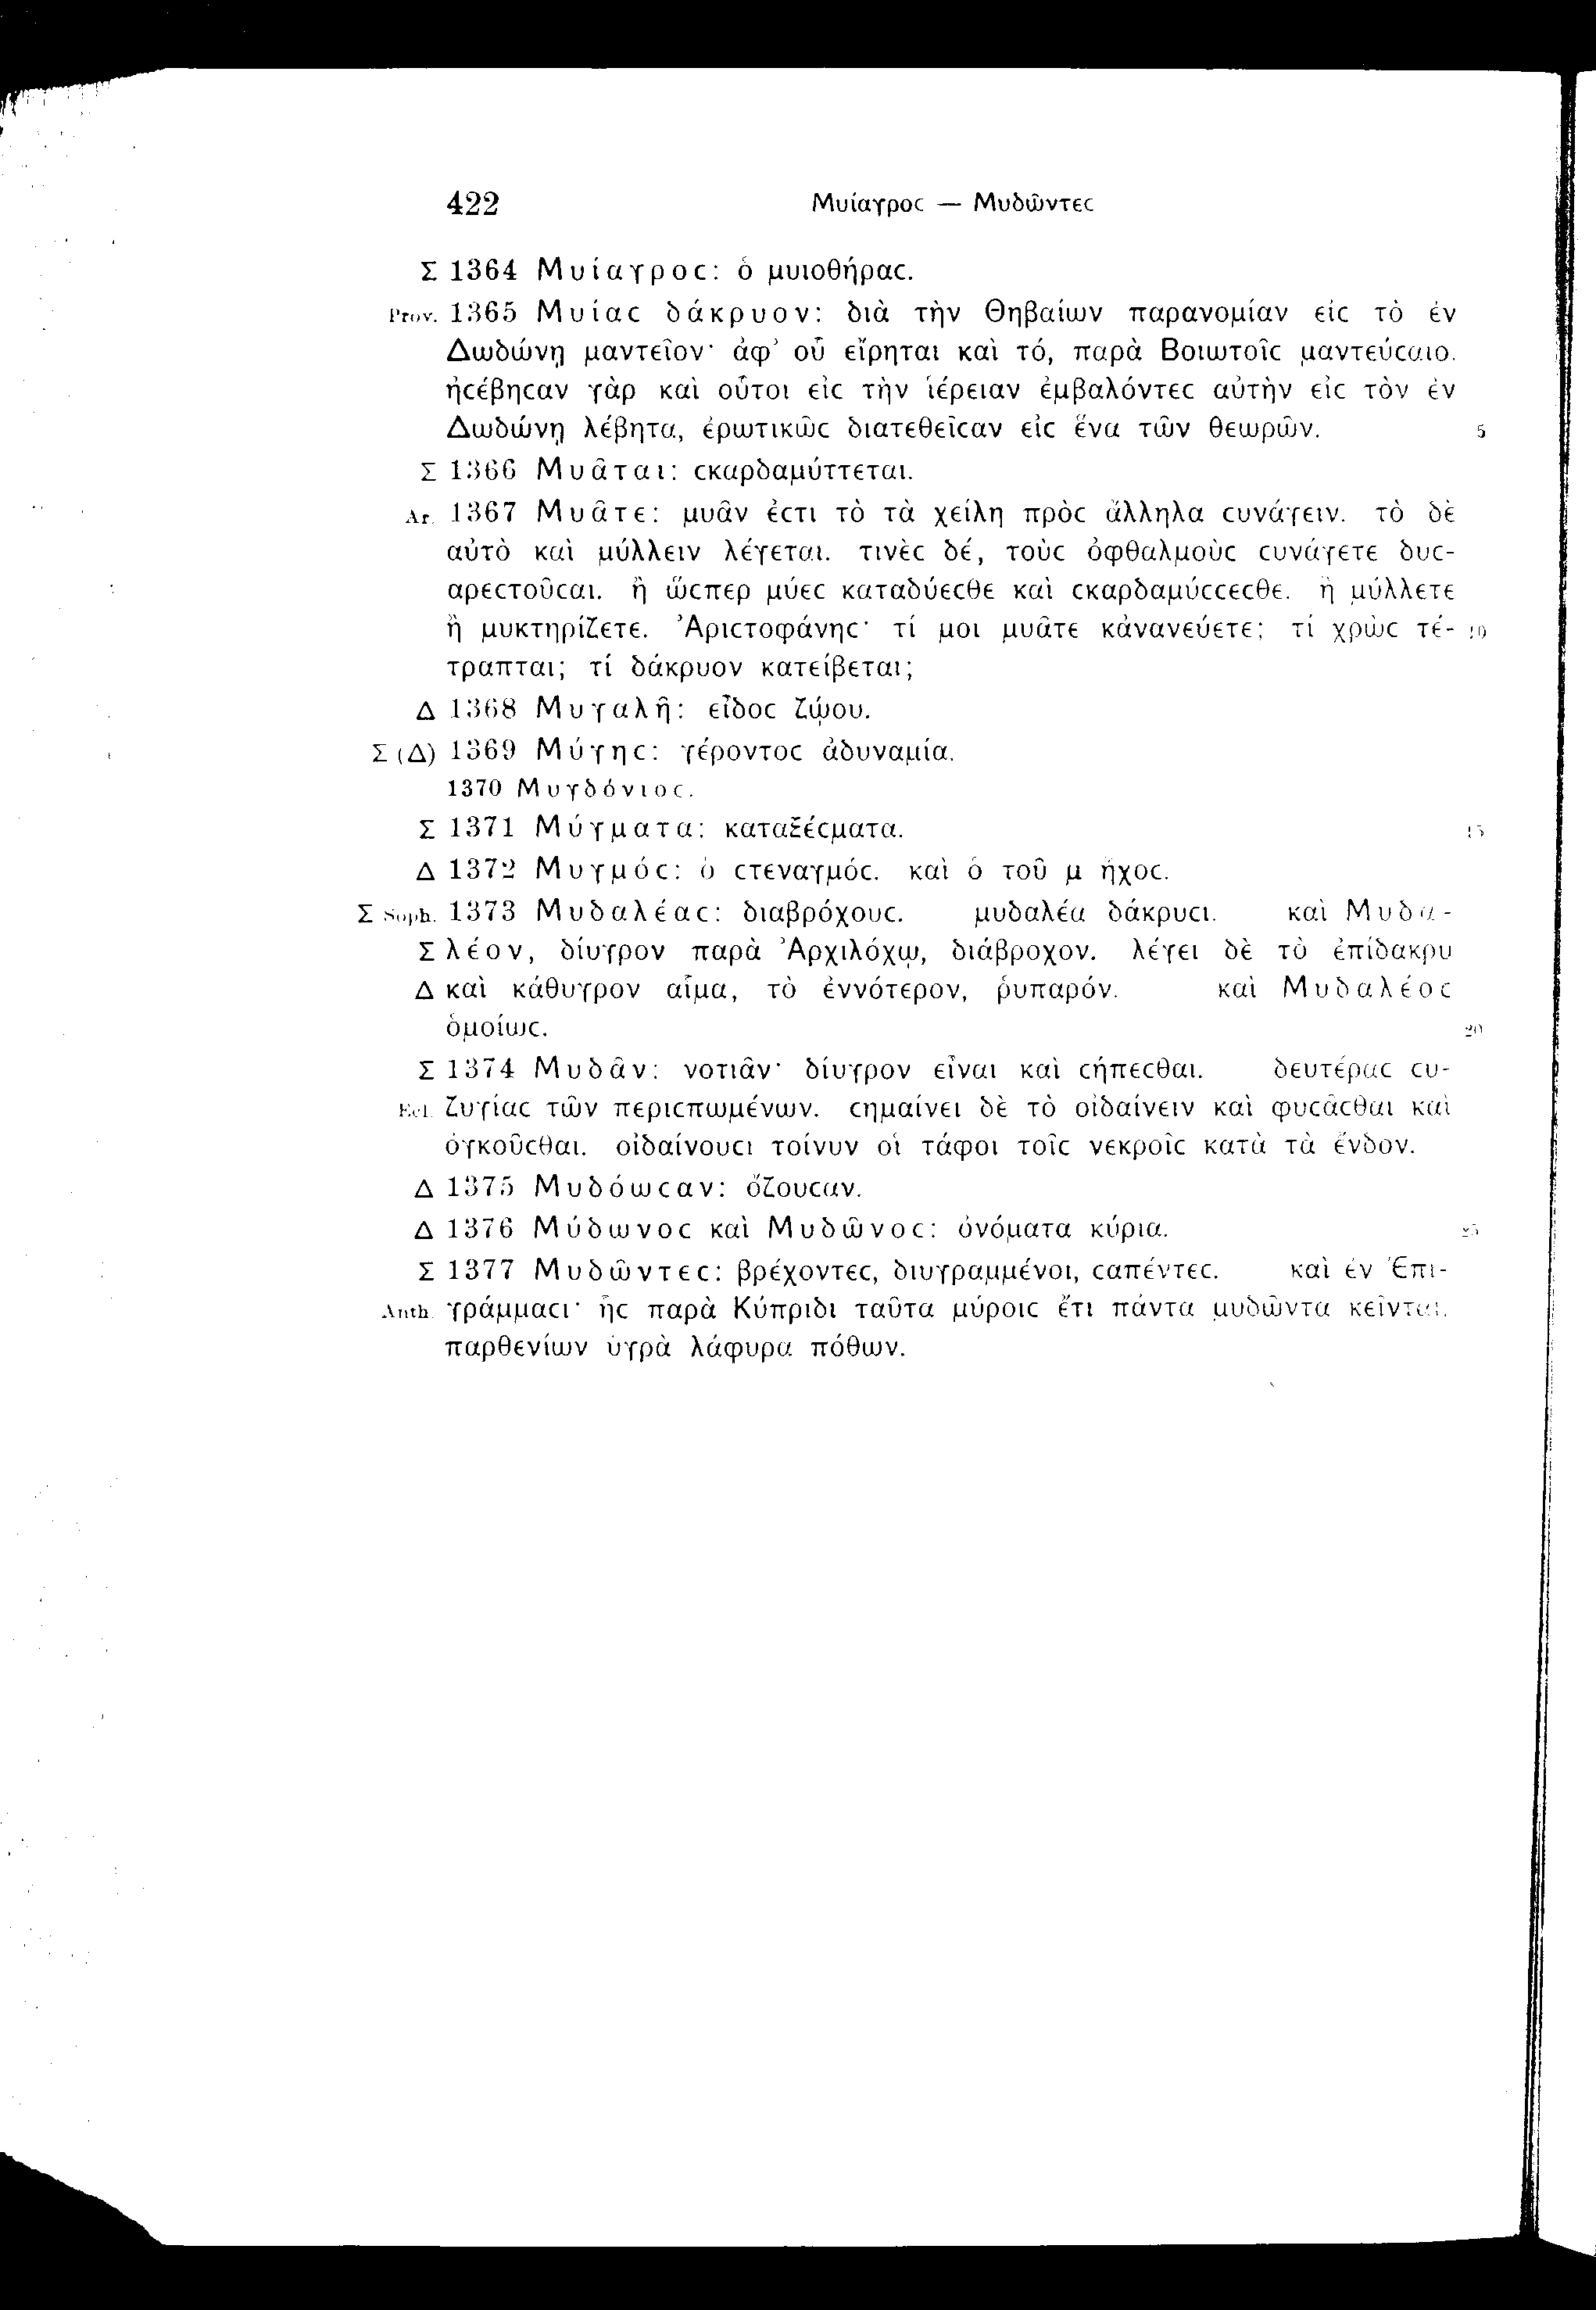 422 Μυίαγροϲ — Μυδῶντεϲ
Σ 1364 Μυίαγροϲ: ὁ μυιοθήραϲ.
Prov. 1365 Μυίαϲ δάκρυον: διὰ τὴν Θηβαίων παρανομίαν εἰϲ τὸ ἐν
Δωδώνῃ μαντεῖον· ἀφ’ οὗ εἴρηται καὶ τό, παρὰ Βοιωτοῖϲ μαντεύϲαιο.
ἠϲέβηϲαν γὰρ καὶ οὗτοι εἰϲ τὴν ἱέρειαν ἐμβαλόντεϲ αὐτὴν εἰϲ τὸν ἐν
Δωδώνῃ λέβητα, ἐρωτικῶϲ διατεθεῖϲαν εἰϲ ἕνα τῶν θεωρῶν. 5
Σ 1366 Μυᾶται: ϲκαρδαμύττεται.
Ar. 1367 Μυᾶτε: μυᾶν ἐϲτι τὸ τὰ χείλη πρὸϲ ἄλληλα ϲυνάγειν. τὸ δὲ
αὐτὸ καὶ μύλλειν λέγεται. τινὲϲ δέ, τοὺϲ ὀφθαλμοὺϲ ϲυνάγετε δυϲ-
αρεϲτοῦϲαι. ἢ ὥϲπερ μύεϲ καταδύεϲθε καὶ ϲκαρδαμύϲϲεϲθε. ἢ μύλλετε
ἢ μυκτηρίζετε. Ἀριϲτοφάνηϲ· τί μοι μυᾶτε κἀνανεύετε; τί χρὼϲ τέ- 10
τραπται; τί δάκρυον κατείβεται;
Δ 1368 Μυγαλῆ: εἶδοϲ ζῴου.
Σ (Δ) 1369 Μύγηϲ: γέροντοϲ ἀδυναμία.
1370 Μυγδόνιοϲ.
Σ 1371 Μύγματα: καταξέϲματα. 15
Δ 1372 Μυγμόϲ: ὁ ϲτεναγμόϲ. καὶ ὁ τοῦ μ ἦχοϲ.
Σ Soph. 1373 Μυδαλέαϲ: διαβρόχουϲ. μυδαλέα δάκρυϲι. καὶ Μυδα-
Σ λέον, δίυγρον παρὰ Ἀρχιλόχῳ, διάβροχον. λέγει δὲ τὸ ἐπίδακρυ
Δ καὶ κάθυγρον αἷμα, τὸ ἐννότερον, ῥυπαρόν. καὶ Μυδαλέοϲ
ὁμοίωϲ. 20
Σ 1374 Μυδᾶν: νοτιᾶν· δίυγρον εἶναι καὶ ϲήπεϲθαι. δευτέραϲ ϲυ-
Ecl. ζυγίαϲ τῶν περιϲπωμένων. ϲημαίνει δὲ τὸ οἰδαίνειν καὶ φυϲᾶϲθαι καὶ
ὀγκοῦϲθαι. οἰδαίνουϲι τοίνυν οἱ τάφοι τοῖϲ νεκροῖϲ κατὰ τὰ ἔνδον.
Δ 1375 Μυδόωϲαν: ὄζουϲαν.
Δ 1376 Μύδωνοϲ καὶ Μυδῶνοϲ: ὀνόματα κύρια. 25
Σ 1377 Μυδῶντεϲ: βρέχοντεϲ, διυγραμμένοι, ϲαπέντεϲ. καὶ ἐν Ἐπι-
Anth. γράμμαϲι· ἧϲ παρὰ Κύπριδι ταῦτα μύροιϲ ἔτι πάντα μυδῶντα κεῖνται.
παρθενίων ὑγρὰ λάφυρα πόθων.